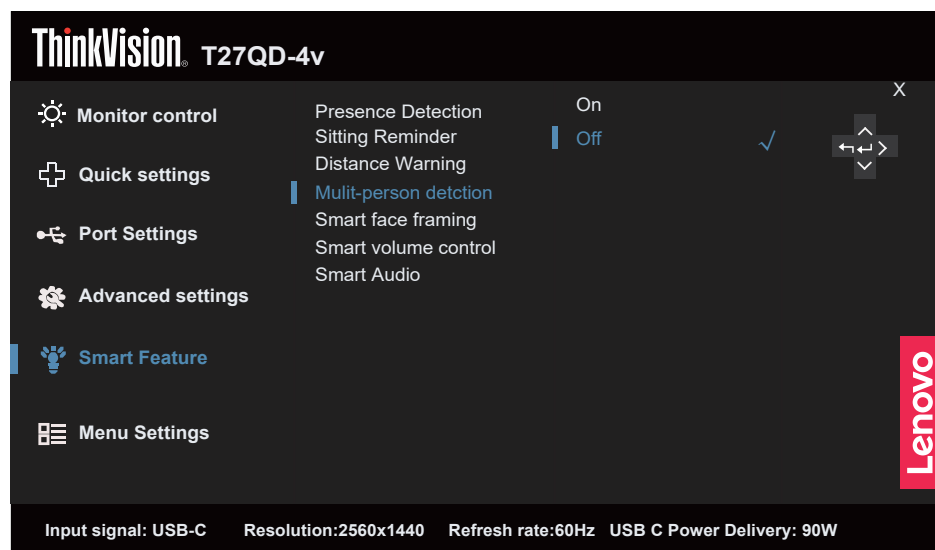 ThinkVision® T27QD-4v
X
Monitor control
Quick settings
Port Settings
Advanced settings
Smart Feature
Menu Settings
Presence Detection
Sitting Reminder
Distance Warning
Mulit-person detction
Smart face framing
Smart volume control
Smart Audio
On
Off √
Lenovo
Input signal: USB-C Resolution:2560x1440 Refresh rate:60Hz USB C Power Delivery: 90W